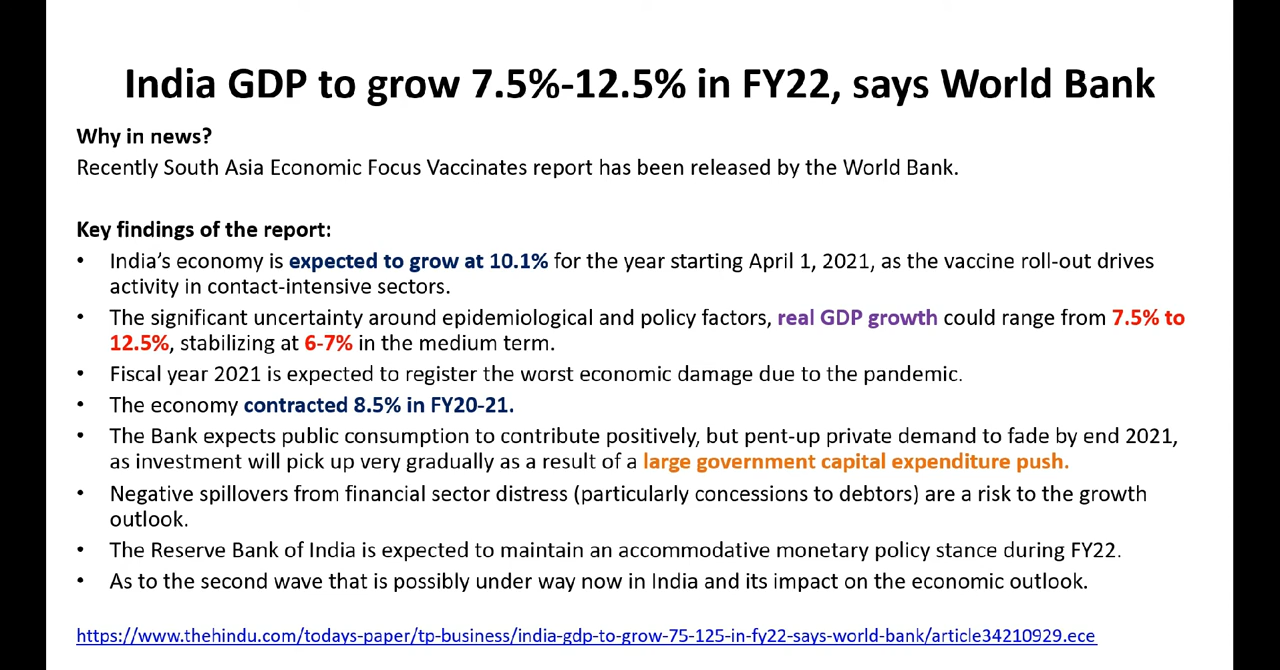 India GDP to grow 7.5%-12.5% in FY22, says World Bank
Why in news?
Recently South Asia Economic Focus Vaccinates report has been released by the World Bank.
Key findings of the report:
• India’s economy is expected to grow at 10.1% for the year starting April 1, 2021, as the vaccine roll-out drives
activity in contact-intensive sectors.
• The significant uncertainty around epidemiological and policy factors, real GDP growth could range from 7.5% to
12.5%, stabilizing at 6-7% in the medium term.
• Fiscal year 2021 is expected to register the worst economic damage due to the pandemic.
• The economy contracted 8.5% in FY20-21.
• The Bank expects public consumption to contribute positively, but pent-up private demand to fade by end 2021,
as investment will pick up very gradually as a result of a large government capital expenditure push.
• Negative spillovers from financial sector distress (particularly concessions to debtors) are a risk to the growth
outlook.
• The Reserve Bank of India is expected to maintain an accommodative monetary policy stance during FY22.
• As to the second wave that is possibly under way now in India and its impact on the economic outlook.
https://www.thehindu.com/todays-paper/tp-business/india-gdp-to-grow-75-125-in-fy22-says-world-bank/article34210929.ece